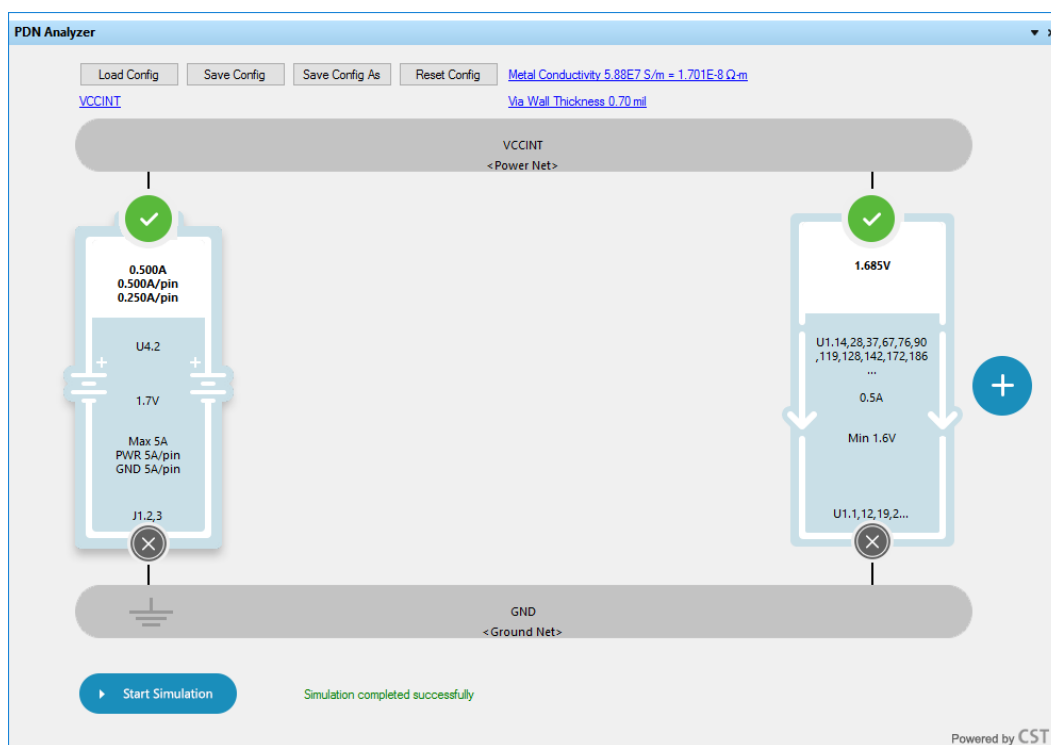 PDN Analyzer
Load Config
Save Config
Save Config As
Reset Config
Metal Conductivity 5.88E7 S/m = 1.701E-8 Ω-m
VCCINT
Via Wall Thickness 0.70 mil
VCCINT
<Power Net>
0.500A
0.500A/pin
0.250A/pin
U4.2
1.7V
Max 5A
PWR 5A/pin
GND 5A/pin
J1.2,3
1.685V
U1.14,28,37,67,76,90
,119,128,142,172,186
...
0.5A
Min 1.6V
U1.1,12,19,2...
GND
<Ground Net>
Start Simulation
Simulation completed successfully
Powered by CST